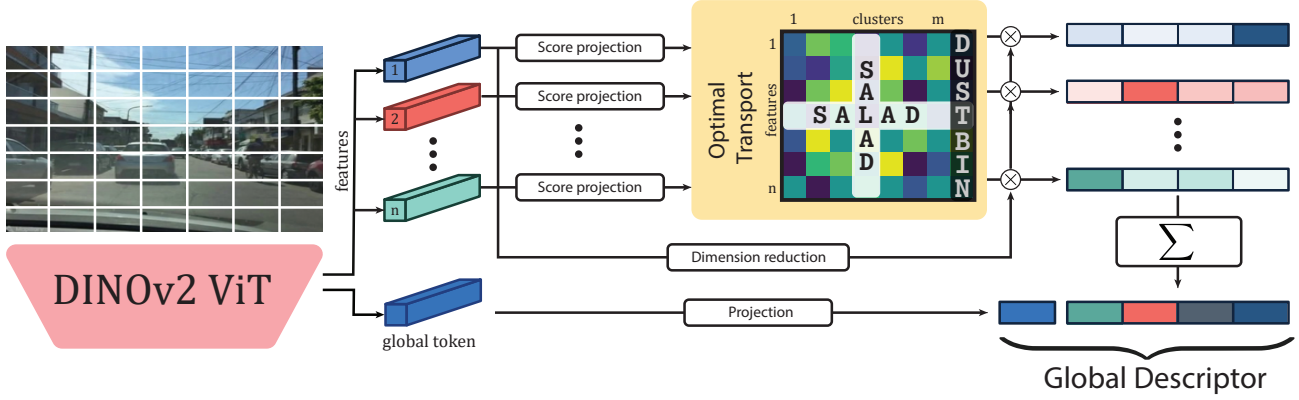 1 clusters m
Score projection
1
1
Optimal
Transport
features
DUSTBIN
SALAD
SALAD
2
Score projection
features
n
Score projection
n
DINOv2 ViT
Dimension reduction
Σ
Projection
global token
Global Descriptor